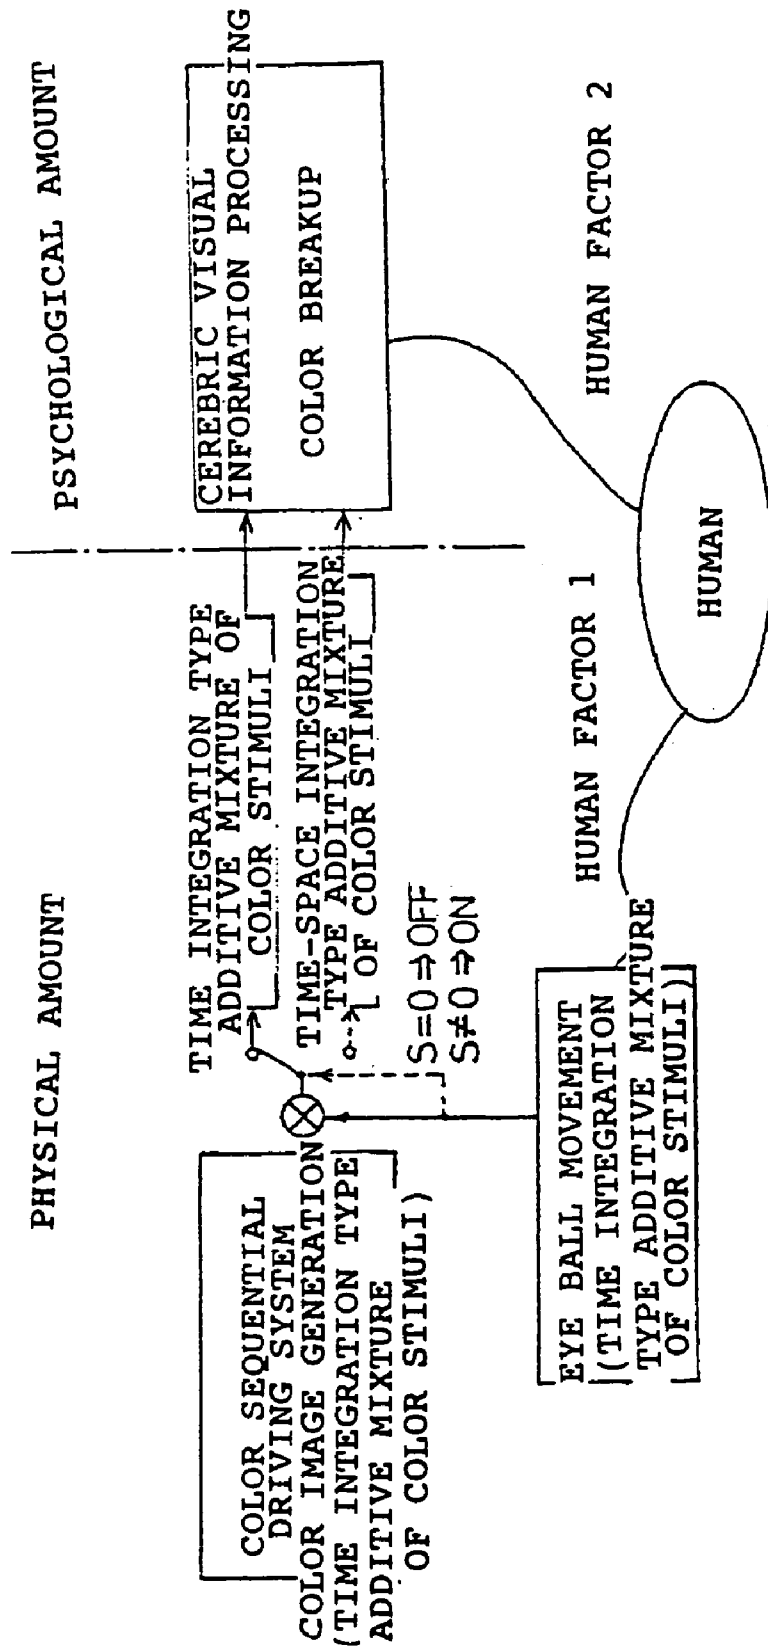 PHYSICAL AMOUNT
PSYCHOLOGICAL AMOUNT
COLOR SEQUENTIAL
DRIVING SYSTEM
COLOR IMAGE GENERATION
(TIME INTEGRATION TYPE
ADDITIVE MIXTURE
OF COLOR STIMULI)
TIME INTEGRATION TYPE
ADDITIVE MIXTURE OF
COLOR STIMULI
TIME-SPACE INTEGRATION
TYPE ADDITIVE MIXTURE
OF COLOR STIMULI
S=0⇒OFF
S≠0⇒ON
CEREBRIC VISUAL
INFORMATION PROCESSING
COLOR BREAKUP
EYE BALL MOVEMENT
(TIME INTEGRATION
TYPE ADDITIVE MIXTURE
OF COLOR STIMULI)
HUMAN FACTOR 1
HUMAN FACTOR 2
HUMAN